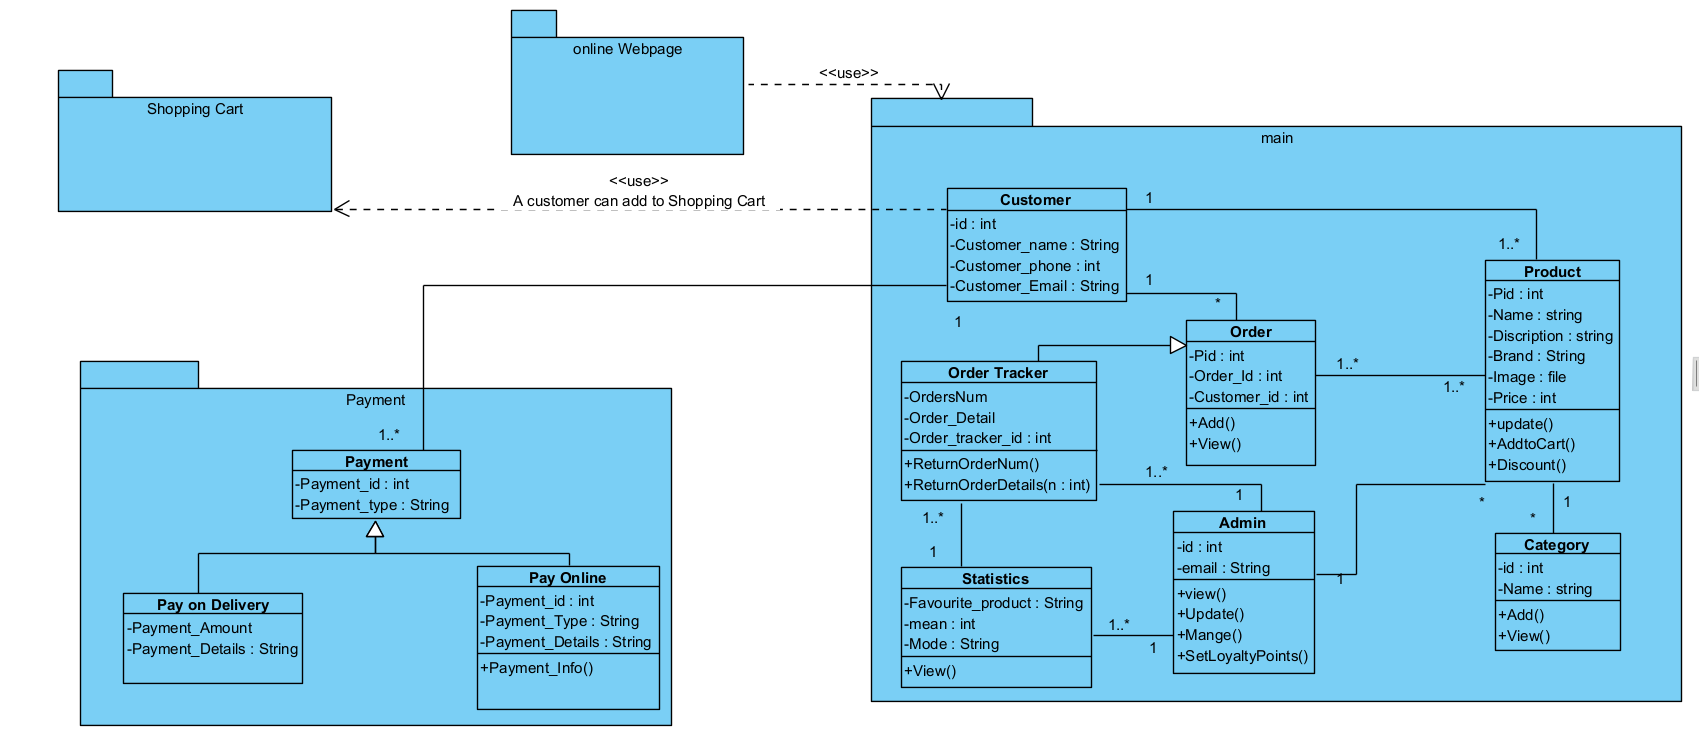 online Webpage
<<use>>
Shopping Cart
main
<<use>>
A customer can add to Shopping Cart
Customer
-id : int
-Customer_name : String
-Customer_phone : int
-Customer_Email : String
1
1..*
1
*
1
Product
-Pid : int
-Name : string
-Discription : string
-Brand : String
-Image : file
-Price : int
+update()
+AddtoCart()
+Discount()
Order
-Pid : int
-Order_Id : int
-Customer_id : int
+Add()
+View()
1..*
1..*
Order Tracker
-OrdersNum
-Order_Detail
-Order_tracker_id : int
+ReturnOrderNum()
+ReturnOrderDetails(n : int)
1..*
1
1..*
1
*
1
1
*
Admin
-id : int
-email : String
+view()
+Update()
+Mange()
+SetLoyaltyPoints()
Category
-id : int
-Name : string
+Add()
+View()
Statistics
-Favourite_product : String
-mean : int
-Mode : String
+View()
1..*
1
Payment
1..*
Payment
-Payment_id : int
-Payment_type : String
Pay on Delivery
-Payment_Amount
-Payment_Details : String
Pay Online
-Payment_id : int
-Payment_Type : String
-Payment_Details : String
+Payment_Info()